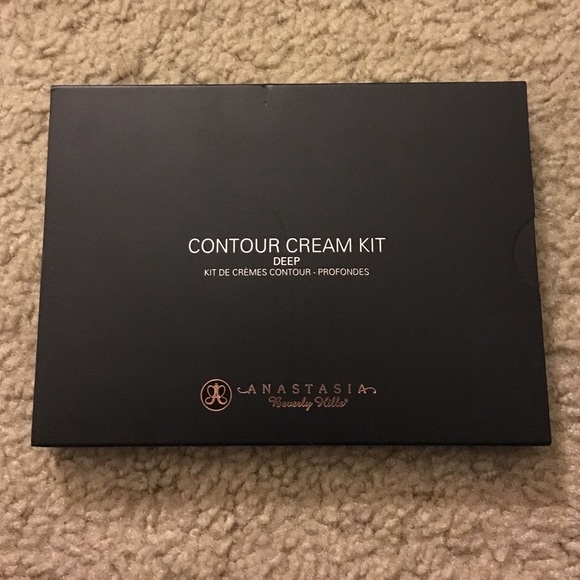 CONTOUR CREAM KIT
DEEP
KIT DE CRÈMES CONTOUR - PROFONDES
ANASTASIA
Beverly Hills®